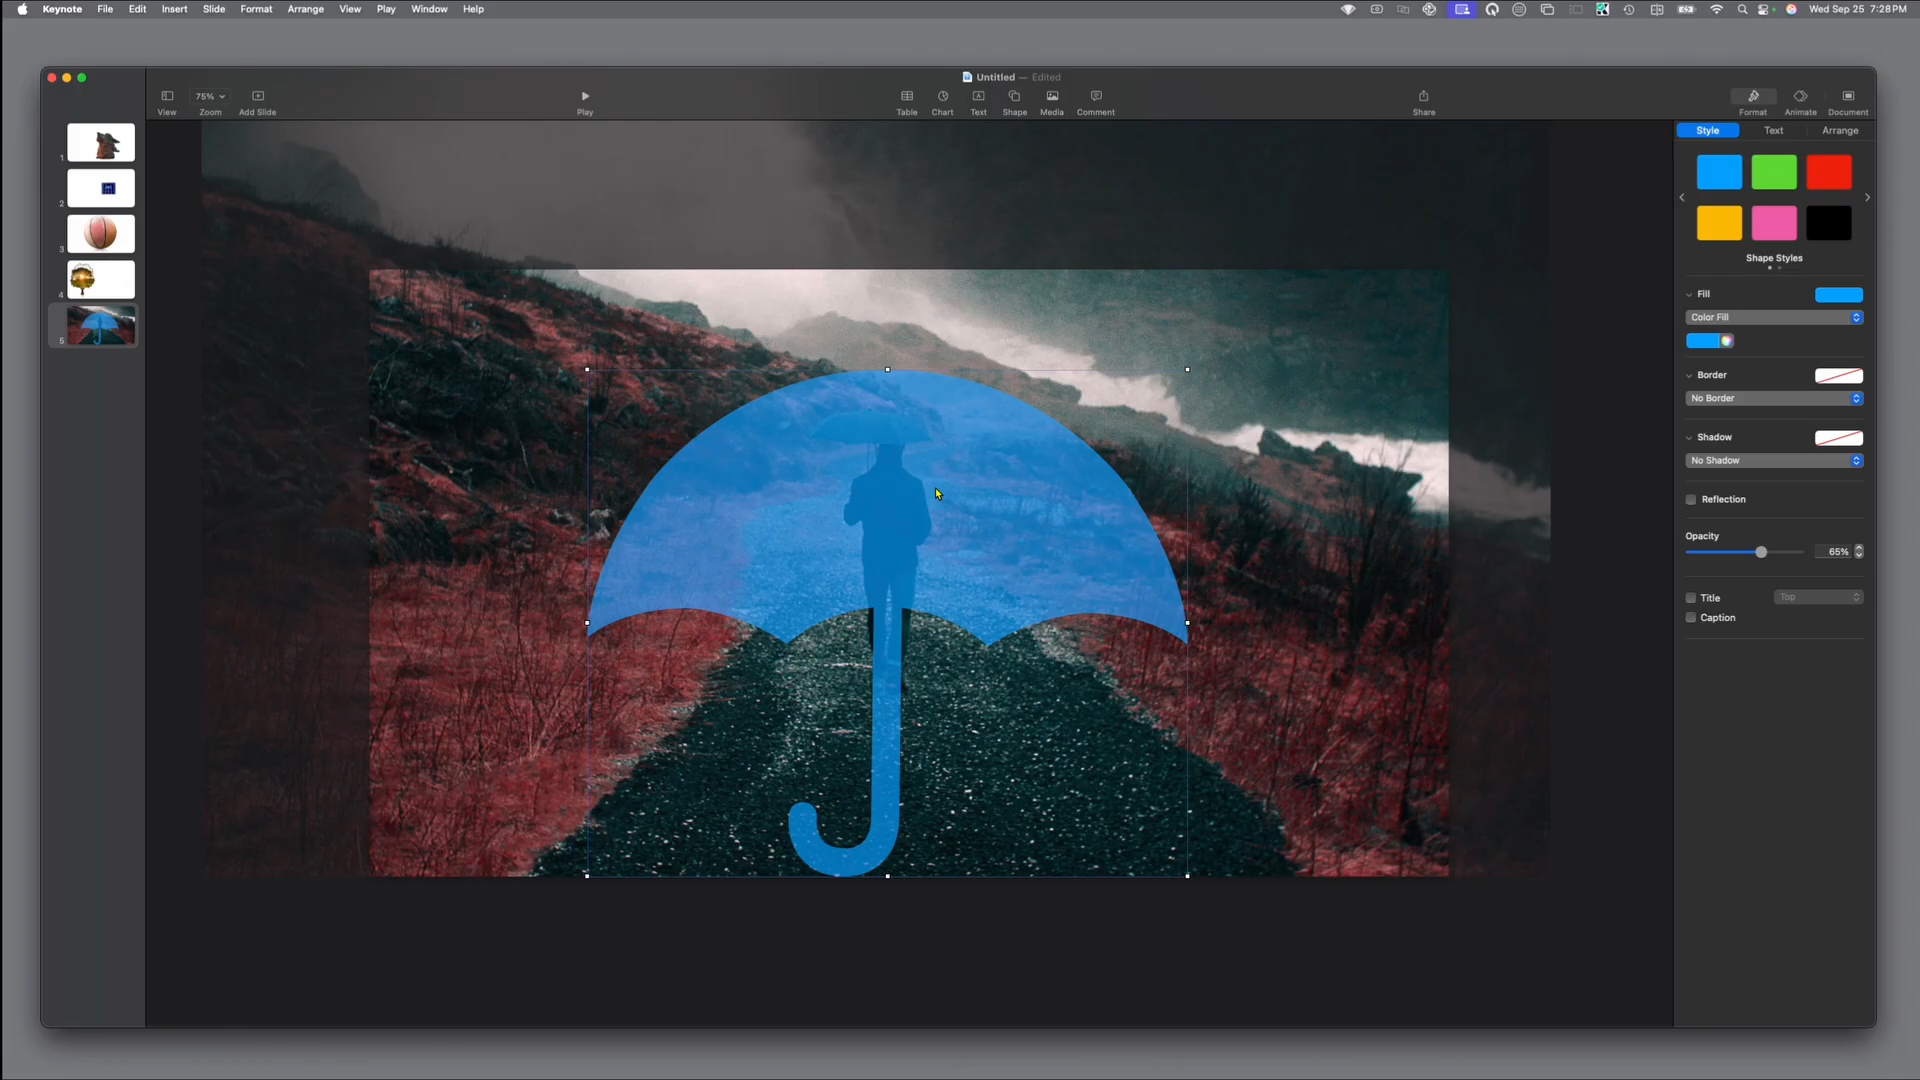 Keynote File Edit Insert Slide Format Arrange View Play Window Help
Wed Sep 25 7:28 PM
Untitled — Edited
75%
View Zoom Add Slide Play Table Chart Text Shape Media Comment Share Format Animate Document
1
2
3
4
5
Style Text Arrange
Shape Styles
Fill
Color Fill
Border
No Border
Shadow
No Shadow
Reflection
Opacity
65%
Title Top
Caption